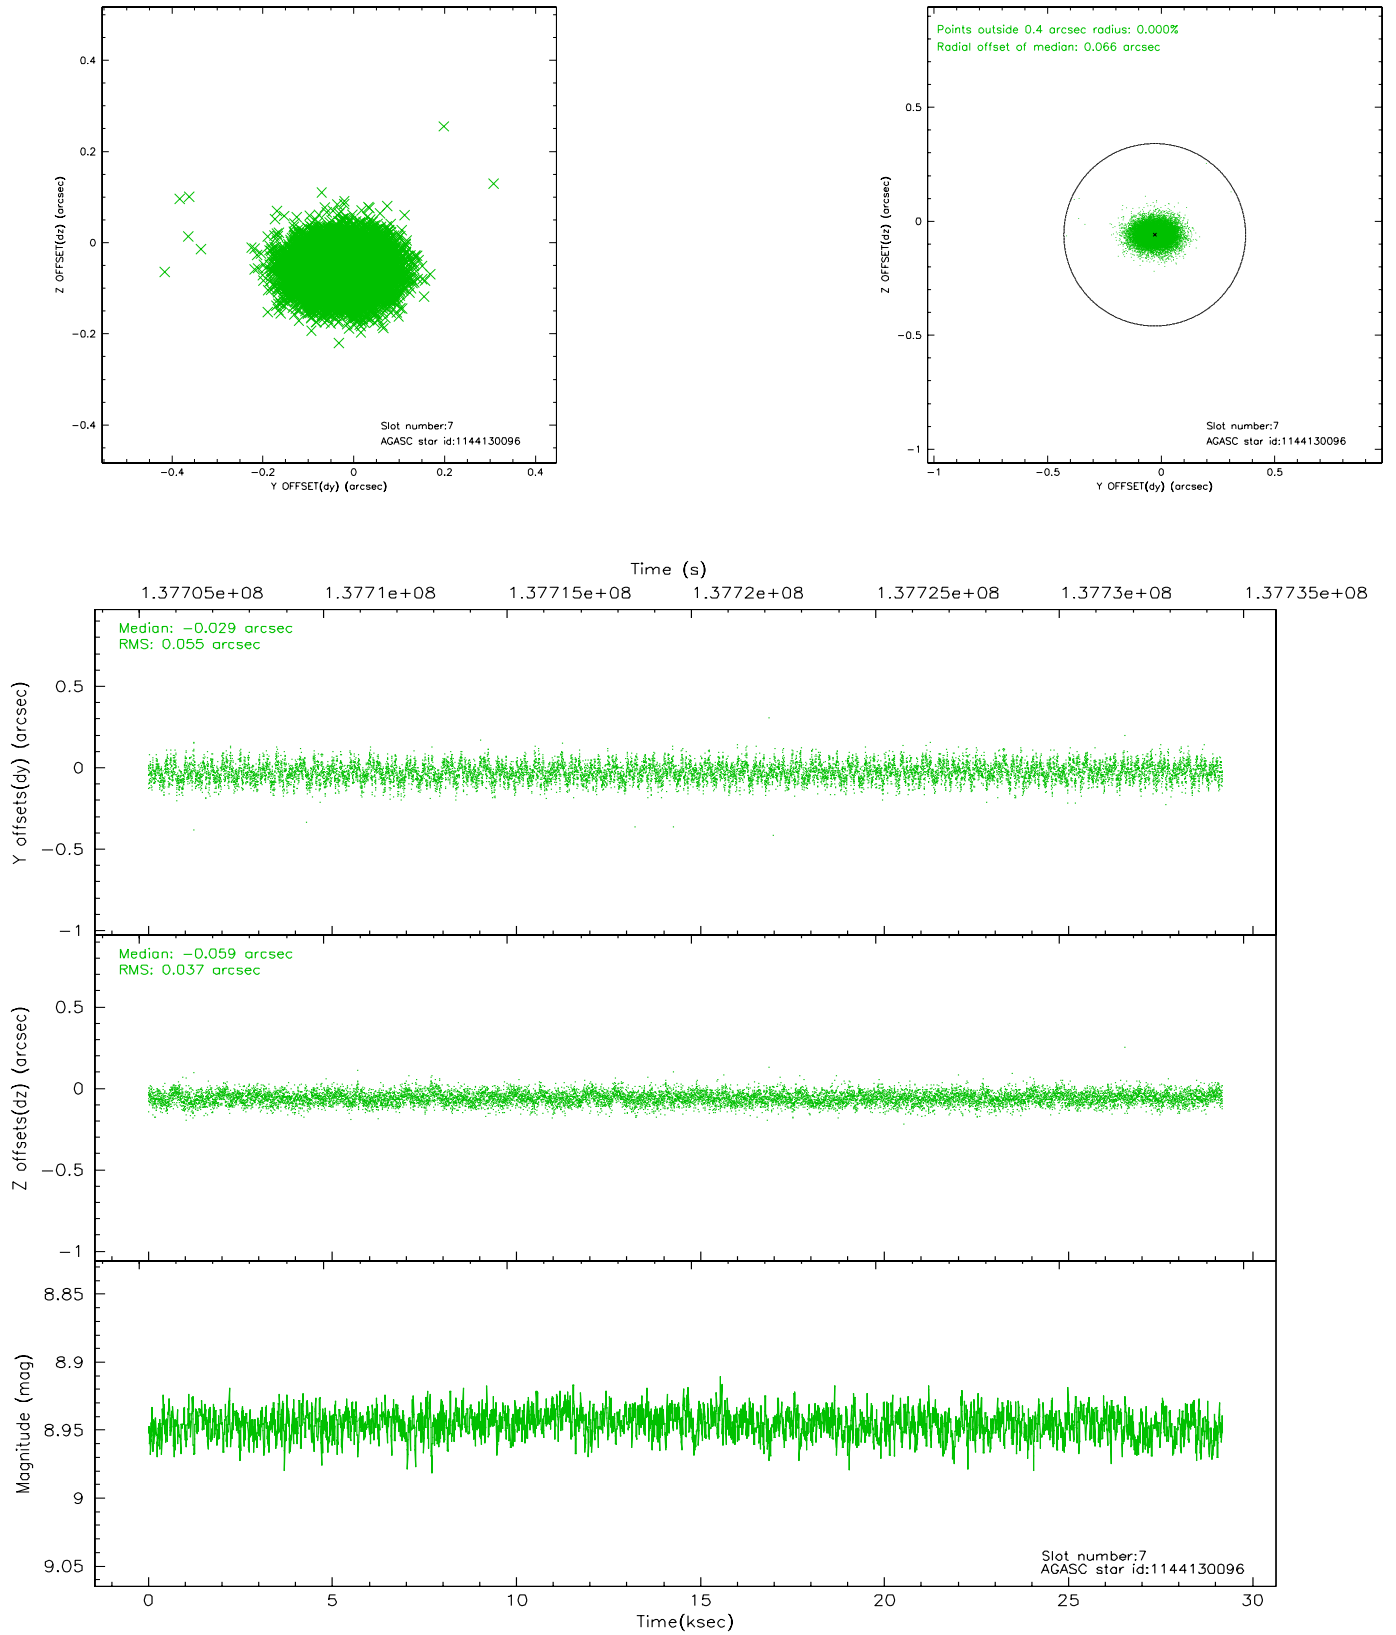 0.4
0.2
0
−0.2
−0.4
Z OFFSET(dz) (arcsec)
Slot number:7
AGASC star id:1144130096
−0.4 −0.2 0 0.2 0.4
Y OFFSET(dy) (arcsec)
Points outside 0.4 arcsec radius: 0.000%
Radial offset of median: 0.066 arcsec
0.5
0
−0.5
−1
Z OFFSET(dz) (arcsec)
Slot number:7
AGASC star id:1144130096
−1 −0.5 0 0.5
Y OFFSET(dy) (arcsec)
Time (s)
1.37705e+08 1.3771e+08 1.37715e+08 1.3772e+08 1.37725e+08 1.3773e+08 1.37735e+08
Median: −0.029 arcsec
RMS: 0.055 arcsec
0.5
0
−0.5
−1
Y offsets(dy) (arcsec)
Median: −0.059 arcsec
RMS: 0.037 arcsec
0.5
0
−0.5
−1
Z offsets(dz) (arcsec)
8.85
8.9
8.95
9
9.05
Magnitude (mag)
Slot number:7
AGASC star id:1144130096
0 5 10 15 20 25 30
Time(ksec)